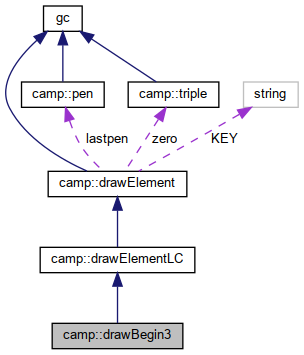 gc
camp::pen
camp::triple
string
lastpen
zero
KEY
camp::drawElement
camp::drawElementLC
camp::drawBegin3